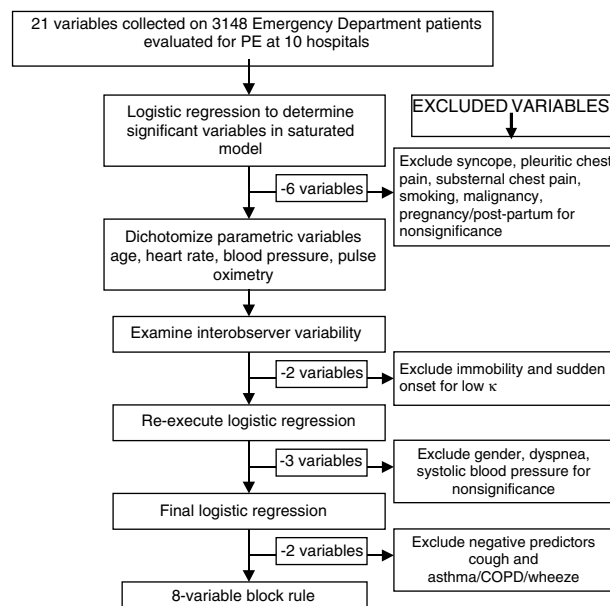 21 variables collected on 3148 Emergency Department patients
evaluated for PE at 10 hospitals
Logistic regression to determine
significant variables in saturated
model
EXCLUDED VARIABLES
-6 variables
Exclude syncope, pleuritic chest
pain, substernal chest pain,
smoking, malignancy,
pregnancy/post-partum for
nonsignificance
Dichotomize parametric variables
age, heart rate, blood pressure, pulse
oximetry
Examine interobserver variability
-2 variables
Exclude immobility and sudden
onset for low κ
Re-execute logistic regression
-3 variables
Exclude gender, dyspnea,
systolic blood pressure for
nonsignificance
Final logistic regression
-2 variables
Exclude negative predictors
cough and
asthma/COPD/wheeze
8-variable block rule